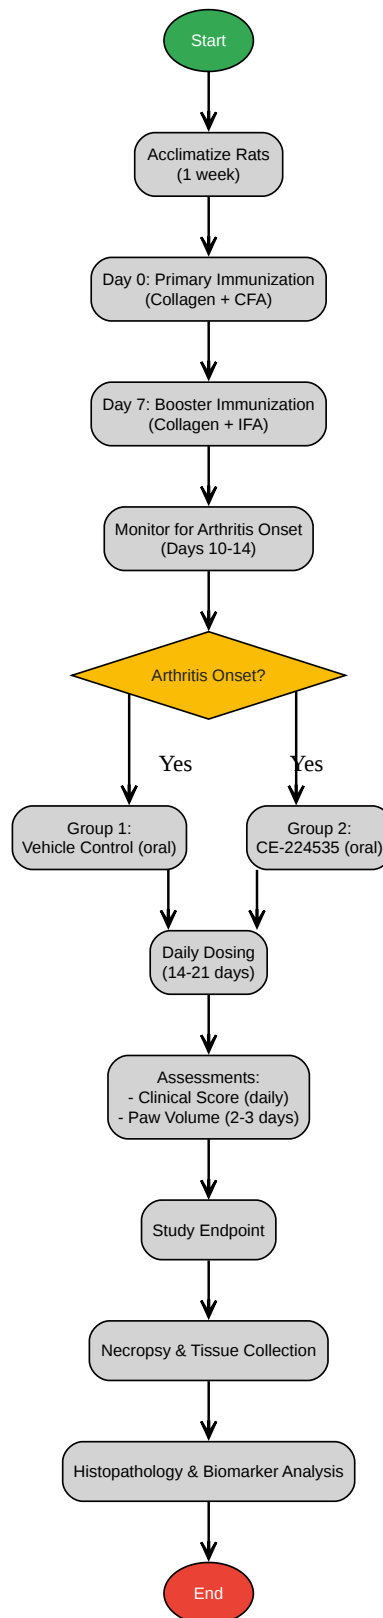 Start
Acclimatize Rats
(1 week)
Day 0: Primary Immunization
(Collagen + CFA)
Day 7: Booster Immunization
(Collagen + IFA)
Monitor for Arthritis Onset
(Days 10-14)
Arthritis Onset?
Yes
Yes
Group 1:
Vehicle Control (oral)
Group 2:
CE-224535 (oral)
Daily Dosing
(14-21 days)
Assessments:
- Clinical Score (daily)
- Paw Volume (2-3 days)
Study Endpoint
Necropsy & Tissue Collection
Histopathology & Biomarker Analysis
End